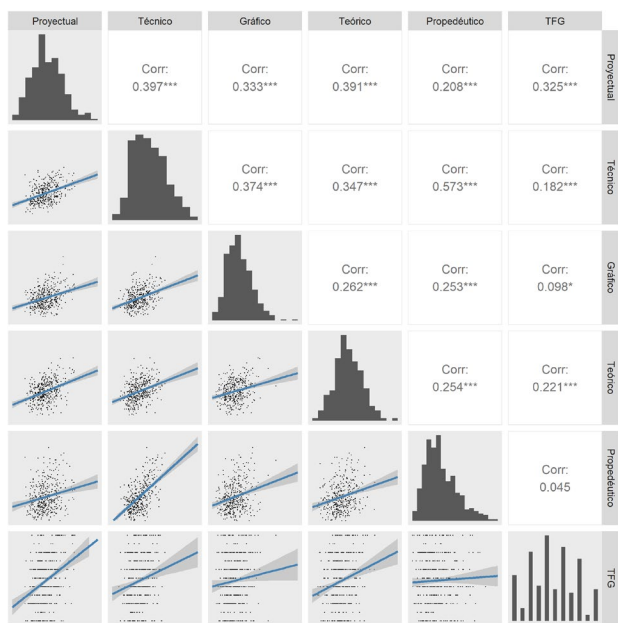 Proyectual Técnico Gráfico Teórico Propedéutico TFG
Corr: Corr: Corr: Corr: Corr:
0.397*** 0.333*** 0.391*** 0.208*** 0.325***
Proyectual
Corr: Corr: Corr: Corr:
0.374*** 0.347*** 0.573*** 0.182***
Técnico
Corr: Corr: Corr:
0.262*** 0.253*** 0.098*
Gráfico
Corr: Corr:
0.254*** 0.221***
Teórico
Corr:
0.045
Propedéutico
TFG